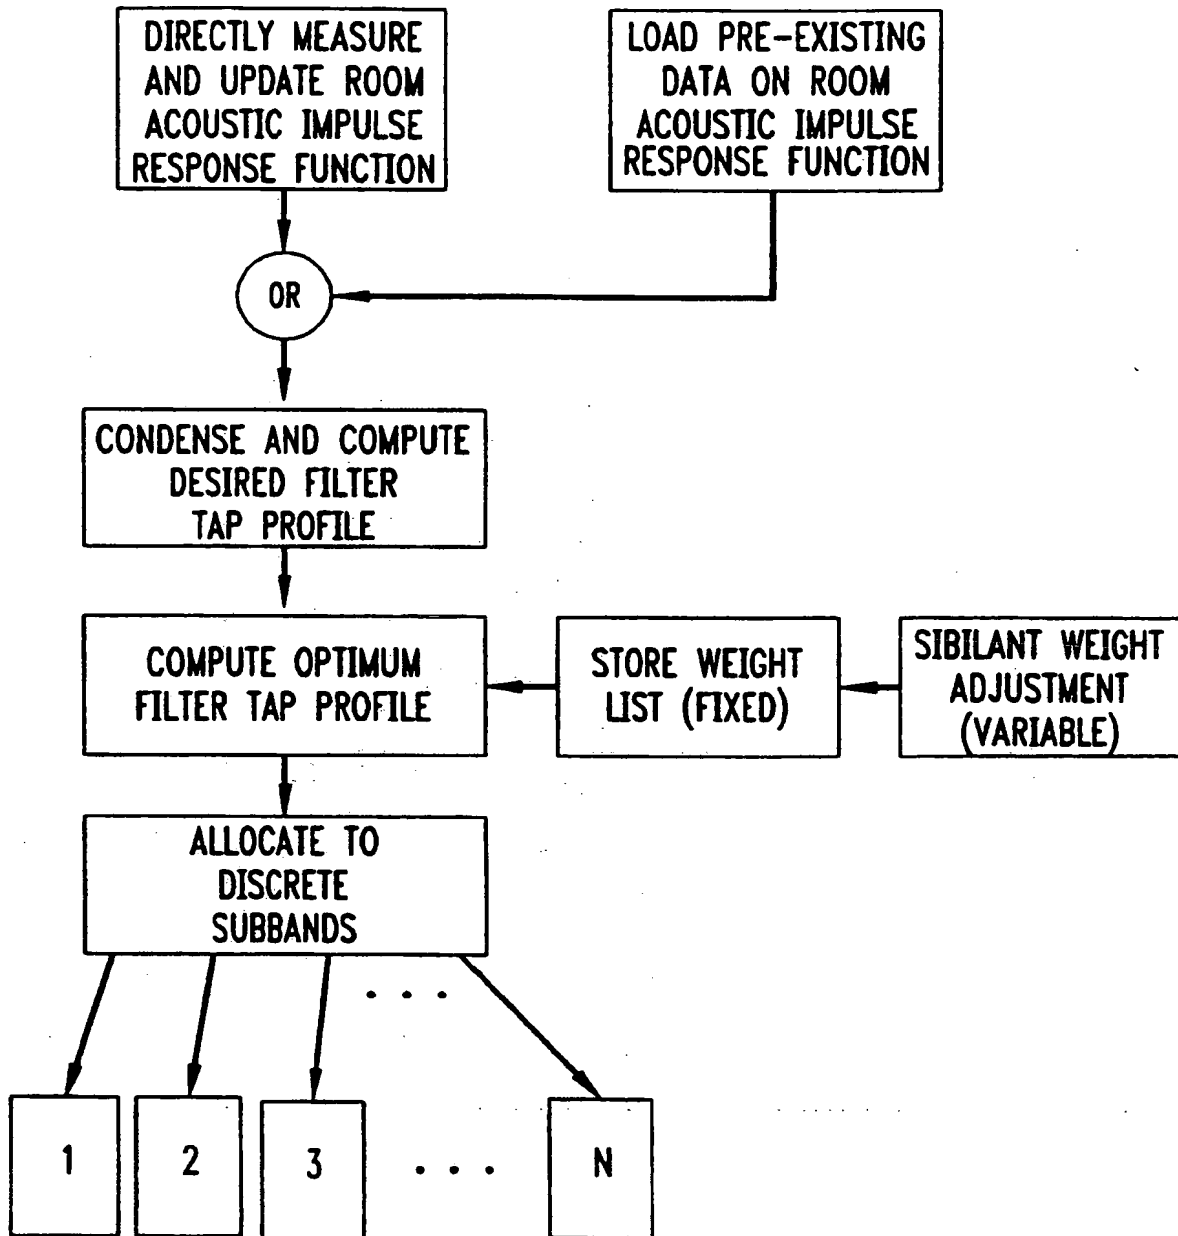 DIRECTLY MEASURE
AND UPDATE ROOM
ACOUSTIC IMPULSE
RESPONSE FUNCTION
LOAD PRE-EXISTING
DATA ON ROOM
ACOUSTIC IMPULSE
RESPONSE FUNCTION
OR
CONDENSE AND COMPUTE
DESIRED FILTER
TAP PROFILE
COMPUTE OPTIMUM
FILTER TAP PROFILE
STORE WEIGHT
LIST (FIXED)
SIBILANT WEIGHT
ADJUSTMENT
(VARIABLE)
ALLOCATE TO
DISCRETE
SUBBANDS
. . .
1
2
3
. . .
N